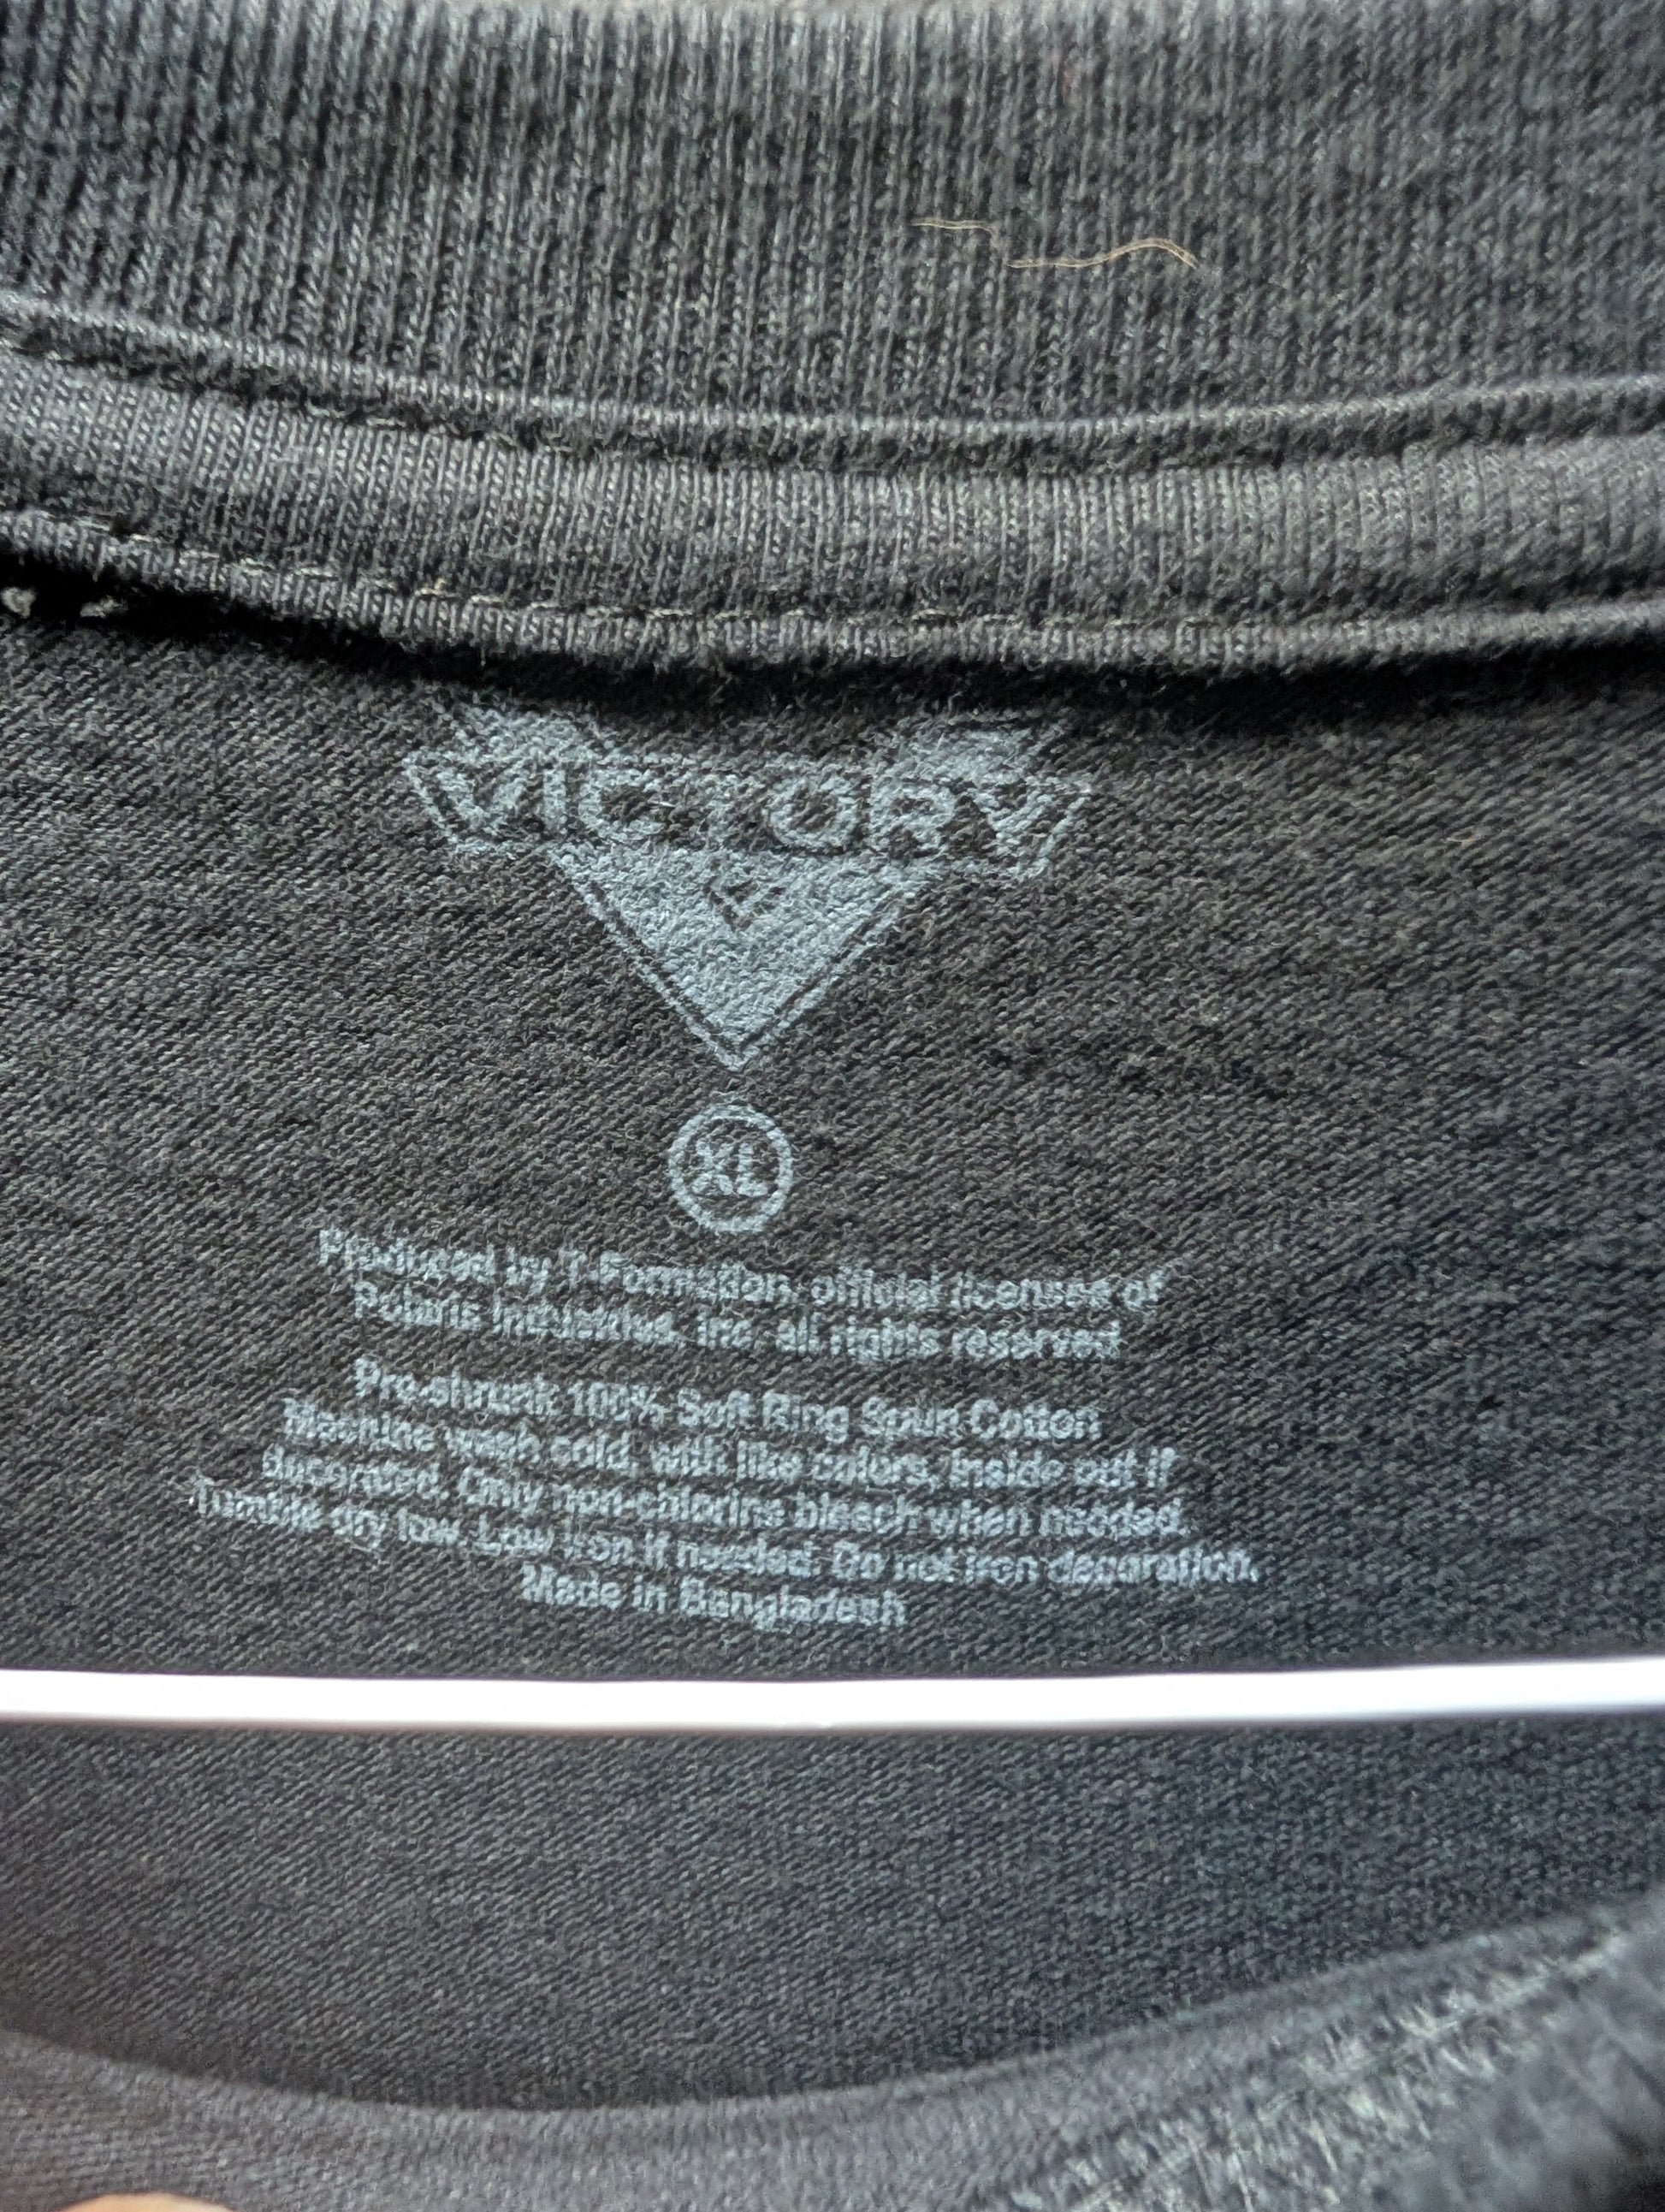 VICTORY
XL
Produced by T-Formation, official licensee of
Polaris Industries, Inc. all rights reserved
Pre-shrunk 100% Soft Ring Spun Cotton
Machine wash cold, with like colors, inside out if
decorated. Only non-chlorine bleach when needed.
Tumble dry low. Low iron if needed. Do not iron decoration.
Made in Bangladesh